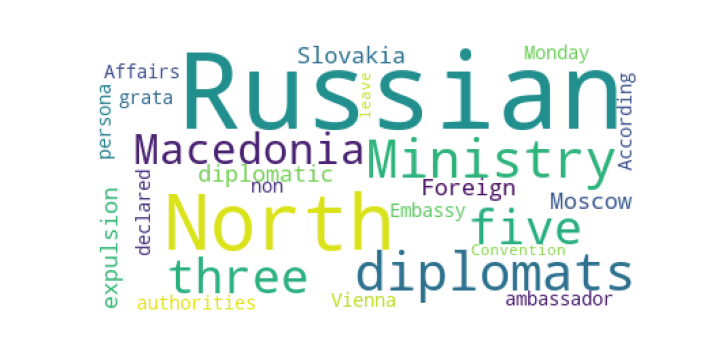 Slovakia
Monday
Affairs
Russian
leave
persona
grata
According
Macedonia
Ministry
diplomatic
non
Foreign
declared
Moscow
expulsion
North
Embassy
five
Convention
three
diplomats
authorities
Vienna
ambassador